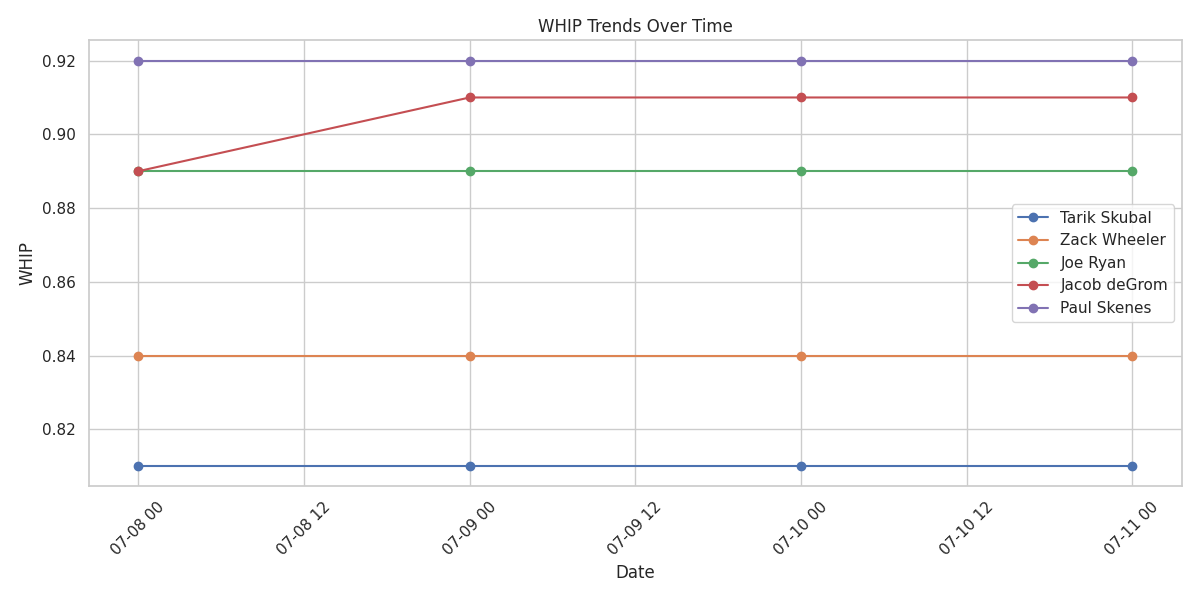 WHIP Trends Over Time
WHIP
0.92
0.90
0.88
0.86
0.84
0.82
Tarik Skubal
Zack Wheeler
Joe Ryan
Jacob deGrom
Paul Skenes
07-08 00
07-08 12
07-09 00
07-09 12
07-10 00
07-10 12
07-11 00
Date